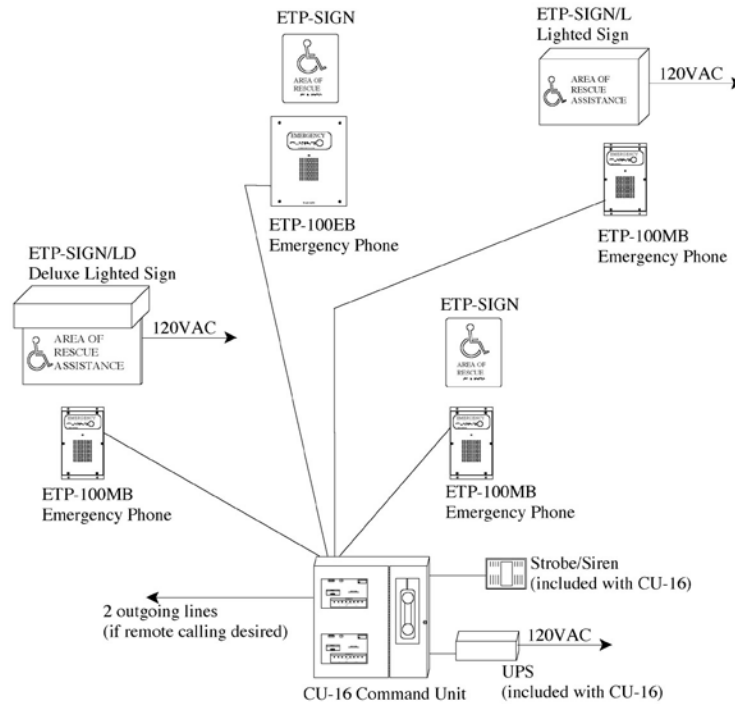 ETP-SIGN
AREA OF
RESCUE
ASSISTANCE
EMERGENCY
ETP-100EB
Emergency Phone
ETP-SIGN/L
Lighted Sign
AREA OF
RESCUE
ASSISTANCE
120VAC
EMERGENCY
ETP-100MB
Emergency Phone
ETP-SIGN/LD
Deluxe Lighted Sign
AREA OF
RESCUE
ASSISTANCE
120VAC
EMERGENCY
ETP-100MB
Emergency Phone
ETP-SIGN
AREA OF
RESCUE
EMERGENCY
ETP-100MB
Emergency Phone
2 outgoing lines
(if remote calling desired)
CU-16 Command Unit
Strobe/Siren
(included with CU-16)
120VAC
UPS
(included with CU-16)